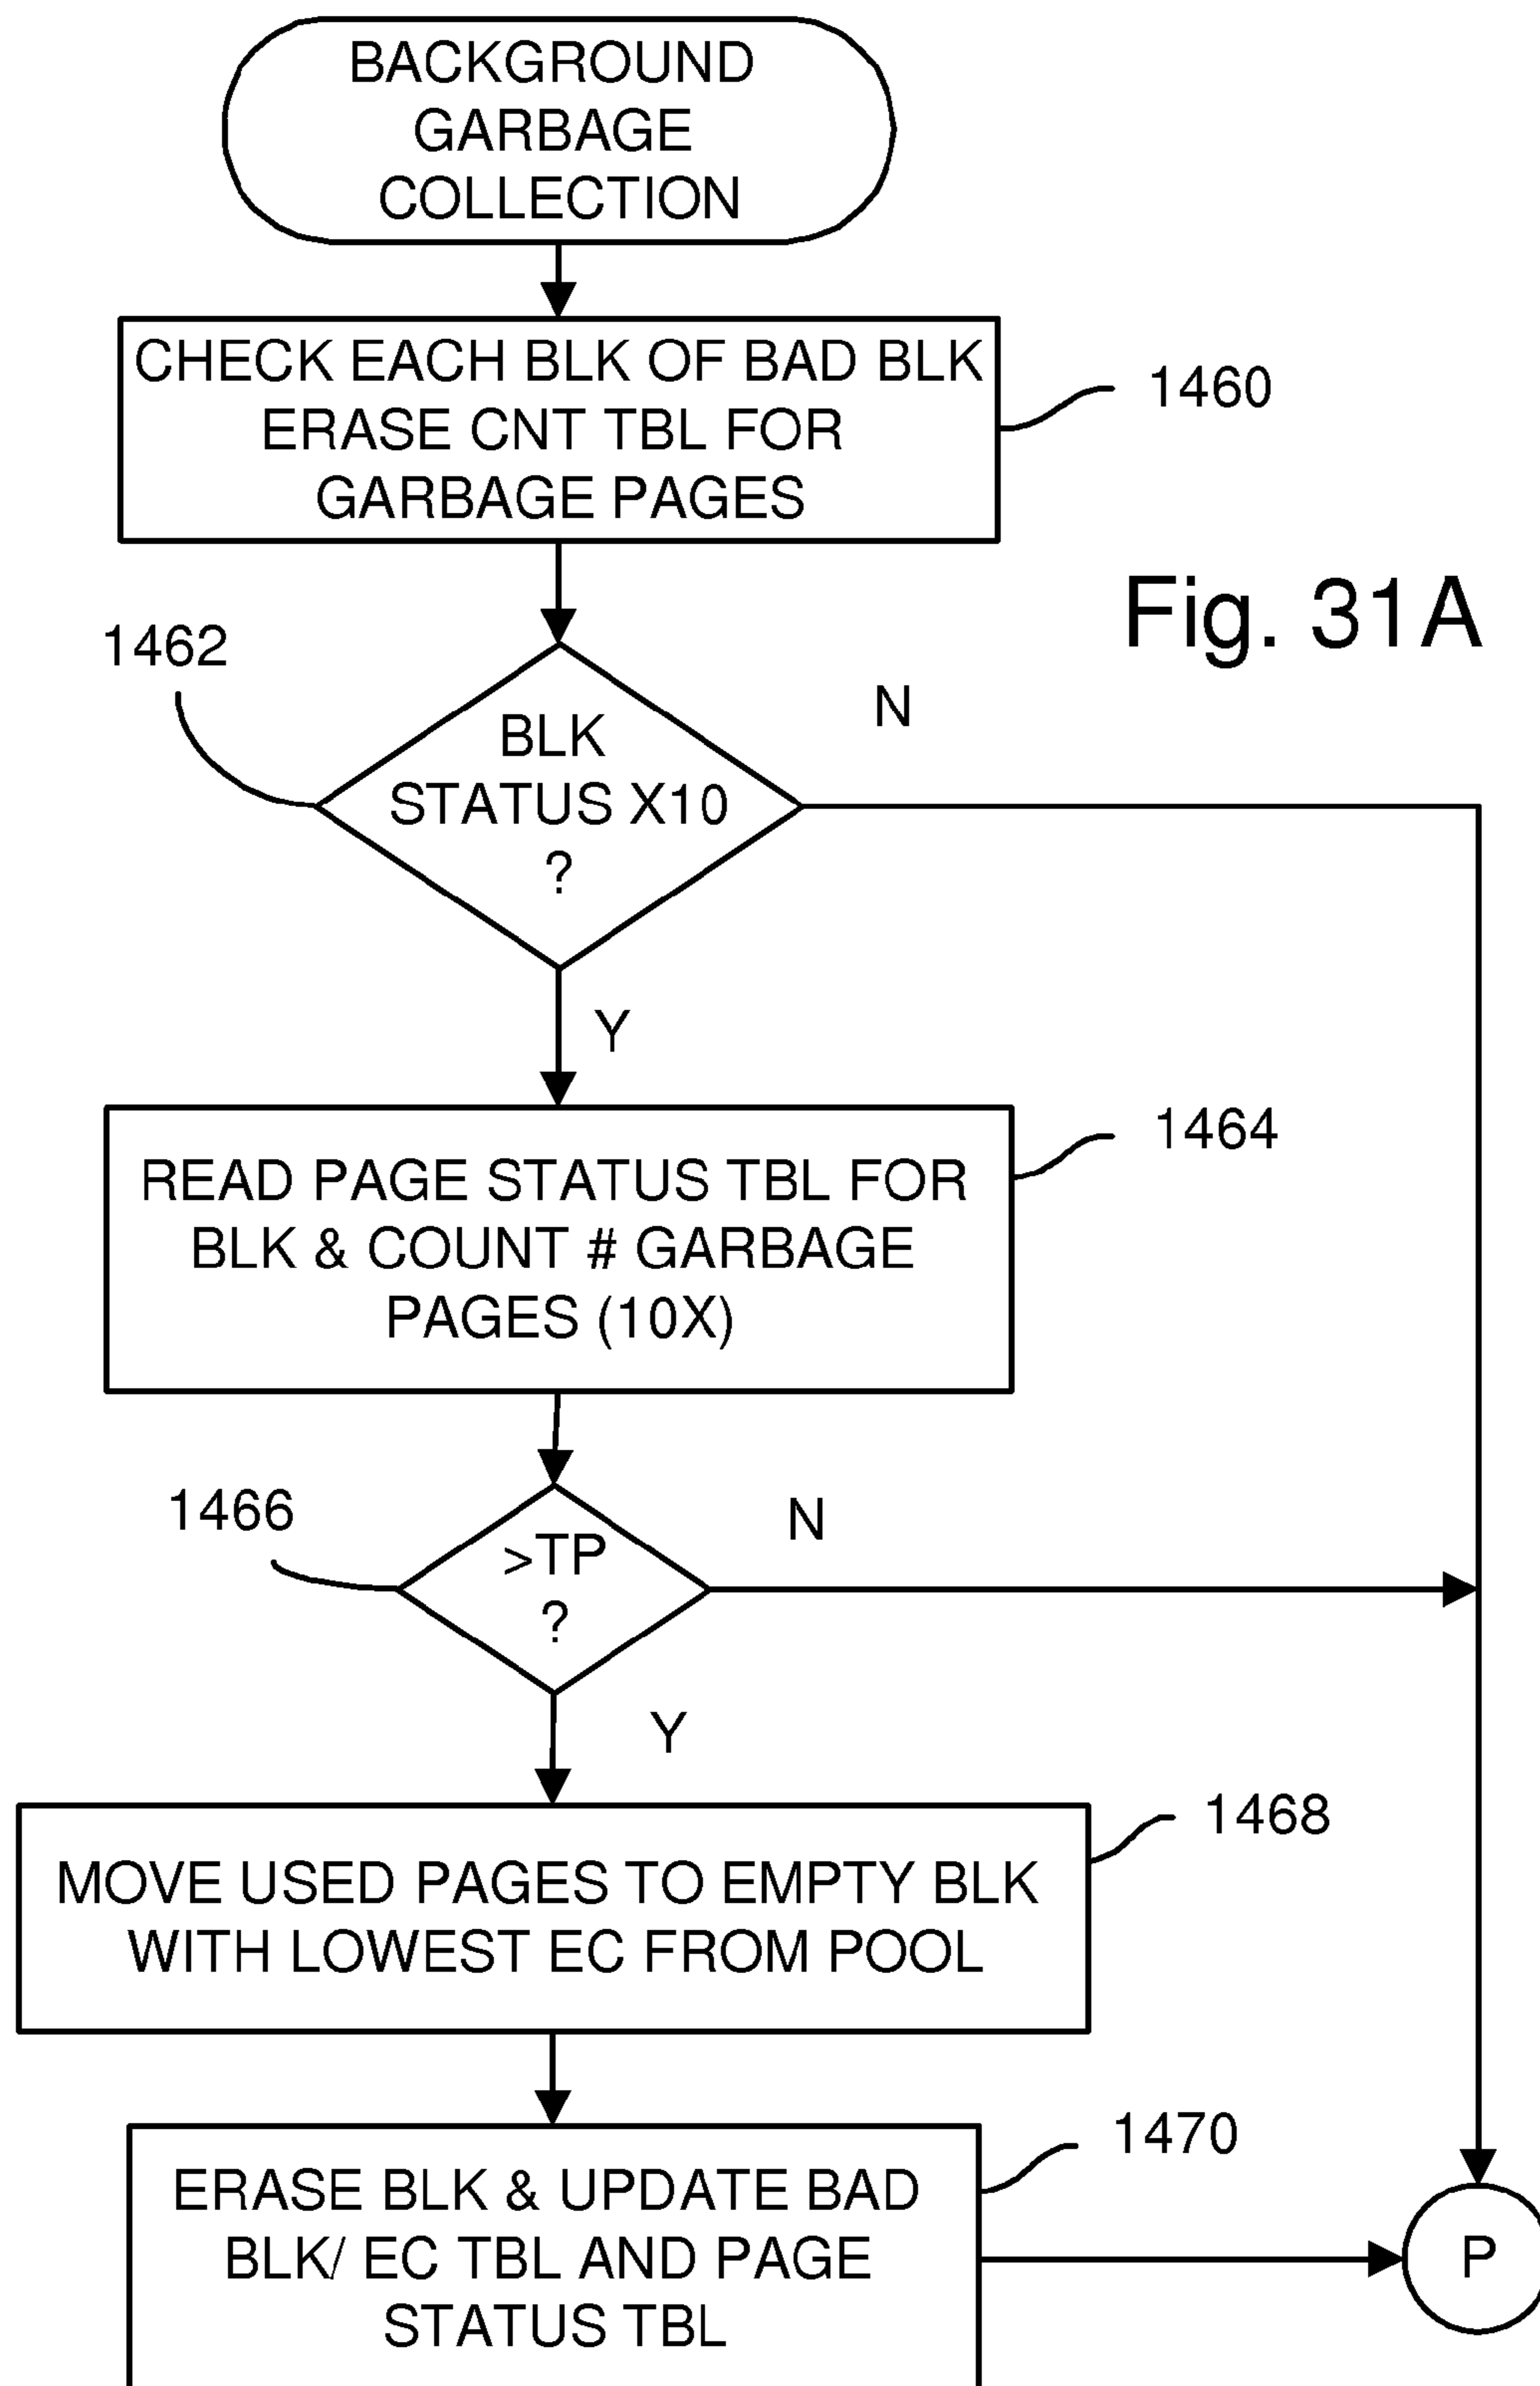 BACKGROUND
GARBAGE
COLLECTION
CHECK EACH BLK OF BAD BLK
ERASE CNT TBL FOR
GARBAGE PAGES
1460
Fig. 31A
1462
BLK
STATUS X10
?
N
Y
READ PAGE STATUS TBL FOR
BLK & COUNT # GARBAGE
PAGES (10X)
1464
1466
>TP
?
N
Y
MOVE USED PAGES TO EMPTY BLK
WITH LOWEST EC FROM POOL
1468
ERASE BLK & UPDATE BAD
BLK/ EC TBL AND PAGE
STATUS TBL
1470
P